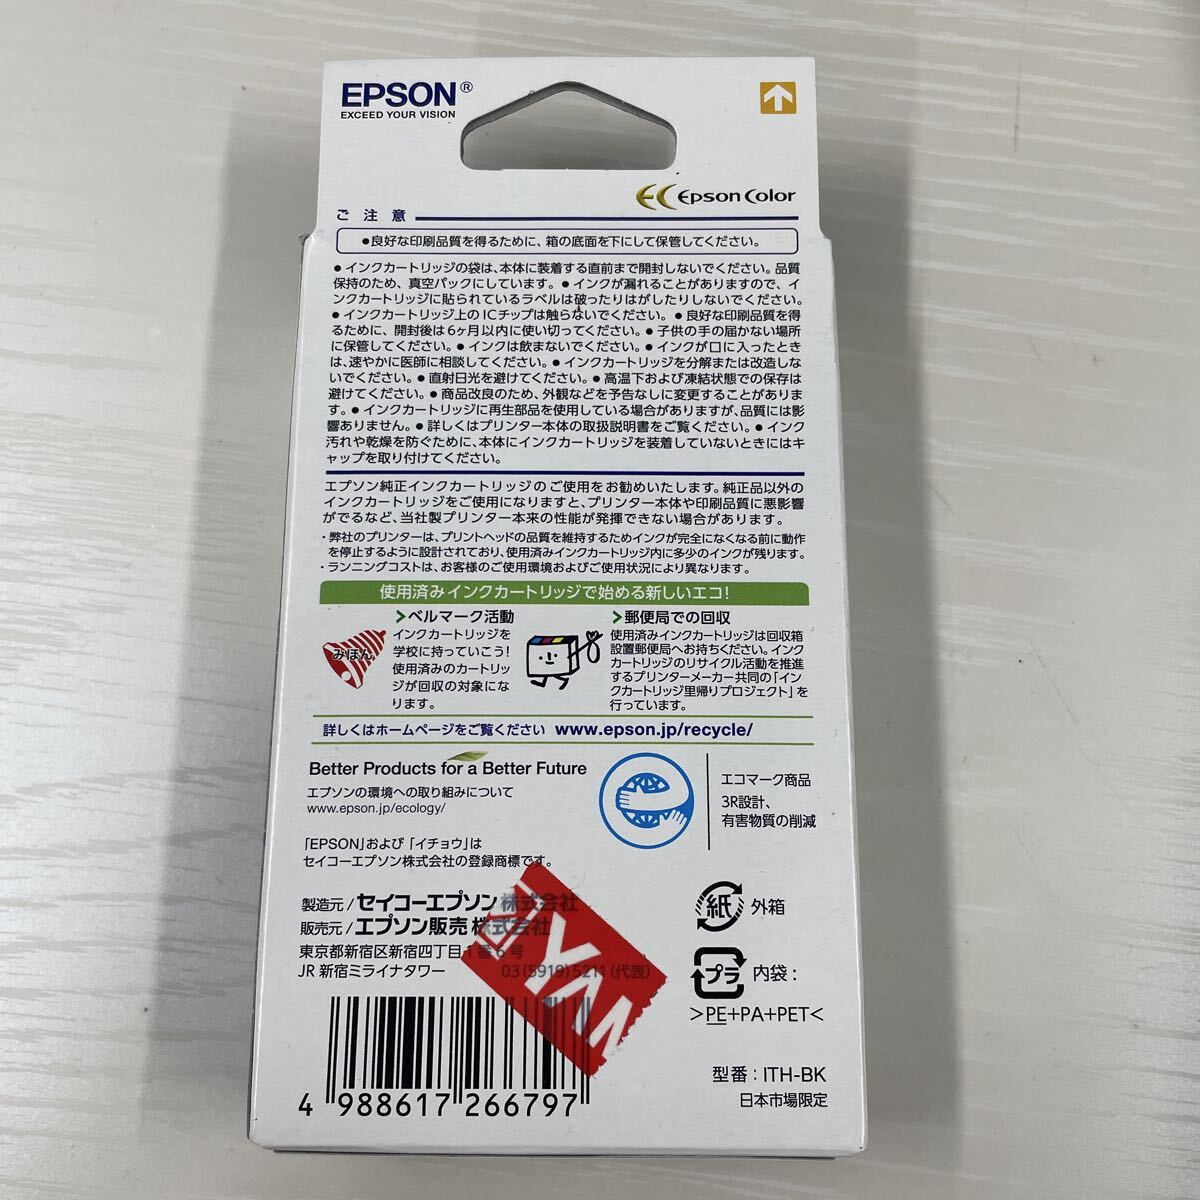 EPSON®
EXCEED YOUR VISION
Epson Color
ご注意
●良好な印刷品質を得るために、箱の底面を下にして保管してください。
●インクカートリッジの袋は、本体に装着する直前まで開封しないでください。品質
保持のため、真空パックにしています。●インクが漏れることがありますので、イ
ンクカートリッジに貼られているラベルは破ったりはがしたりしないでください。
●インクカートリッジ上のICチップは触らないでください。●良好な印刷品質を得
るために、開封後は6ヶ月以内に使い切ってください。●子供の手の届かない場所
に保管してください。●インクは飲まないでください。●インクが口に入ったとき
は、速やかに医師に相談してください。●インクカートリッジを分解または改造しな
いでください。●直射日光を避けてください。●高温下および凍結状態での保存は
避けてください。●商品改良のため、外観などを予告なしに変更することがありま
す。●インクカートリッジに再生部品を使用している場合がありますが、品質には影
響ありません。●詳しくはプリンター本体の取扱説明書をご覧ください。●インク
汚れや乾燥を防ぐために、本体にインクカートリッジを装着していないときにはキ
ャップを取り付けてください。
エプソン純正インクカートリッジのご使用をお勧めいたします。純正品以外の
インクカートリッジをご使用になりますと、プリンター本体や印刷品質に悪影響
がでるなど、当社製プリンター本来の性能が発揮できない場合があります。
・弊社のプリンターは、プリントヘッドの品質を維持するためインクが完全になくなる前に動作
を停止するように設計されており、使用済みインクカートリッジ内に多少のインクが残ります。
・ランニングコストは、お客様のご使用環境およびご使用状況により異なります。
使用済みインクカートリッジで始める新しいエコ!
ベルマーク活動
みほん
インクカートリッジを
学校に持っていこう!
使用済みのカートリッ
ジが回収の対象にな
ります。
郵便局での回収
使用済みインクカートリッジは回収箱
設置郵便局へお持ちください。インク
カートリッジのリサイクル活動を推進
するプリンターメーカー共同の「イン
クカートリッジ里帰りプロジェクト」を
行っています。
詳しくはホームページをご覧ください www.epson.jp/recycle/
Better Products for a Better Future
エプソンの環境への取り組みについて
www.epson.jp/ecology/
エコマーク商品
3R設計、
有害物質の削減
「EPSON」および「イチョウ」は
セイコーエプソン株式会社の登録商標です。
製造元/セイコーエプソン株式会社
販売元/エプソン販売株式会社
東京都新宿区新宿四丁目1番6号
JR 新宿ミライナタワー 03(5919)5211(代表)
YAM
紙 外箱
プラ 内袋:
>PE+PA+PET<
型番:ITH-BK
日本市場限定
4 988617 266797